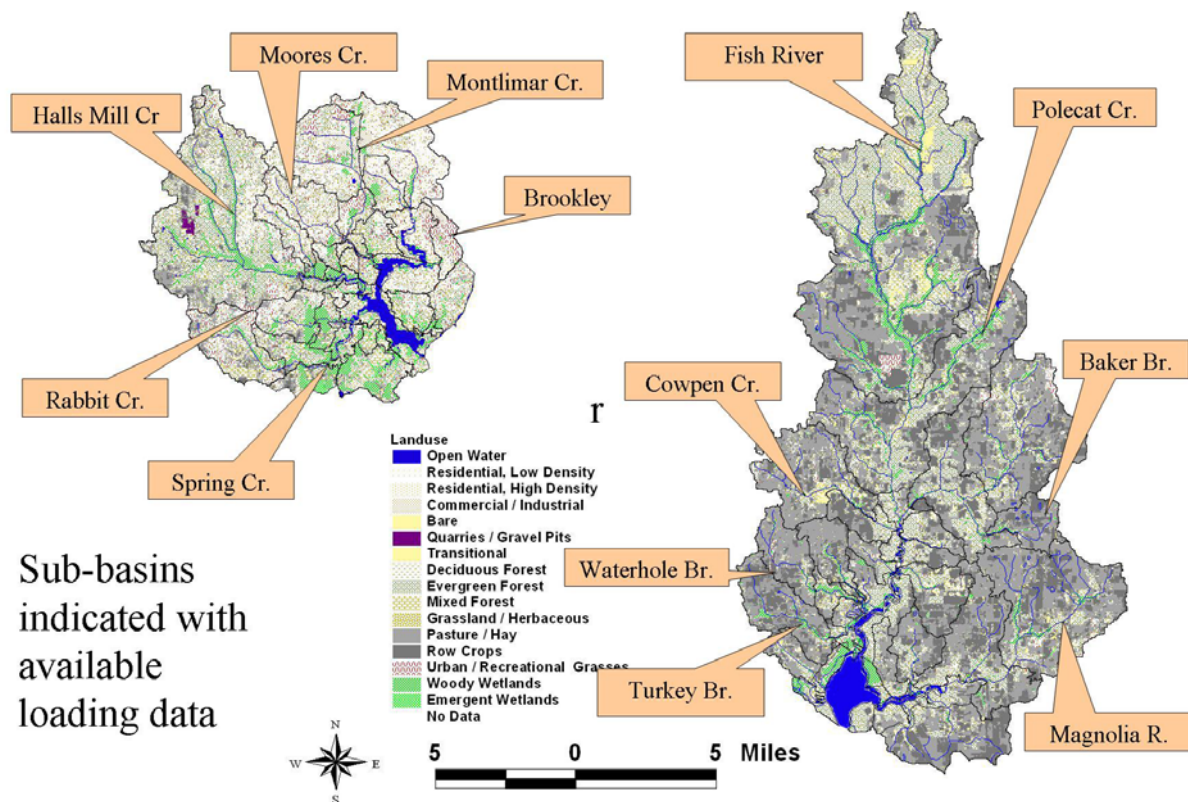 Moores Cr.
Montlimar Cr.
Halls Mill Cr
Brookley
Rabbit Cr.
Spring Cr.
Fish River
Polecat Cr.
Baker Br.
Cowpen Cr.
Waterhole Br.
Turkey Br.
Magnolia R.
r
Landuse
Open Water
Residential, Low Density
Residential, High Density
Commercial / Industrial
Bare
Quarries / Gravel Pits
Transitional
Deciduous Forest
Evergreen Forest
Mixed Forest
Grassland / Herbaceous
Pasture / Hay
Row Crops
Urban / Recreational Grasses
Woody Wetlands
Emergent Wetlands
No Data
Sub-basins
indicated with
available
loading data
N
W E
S
5 0 5 Miles